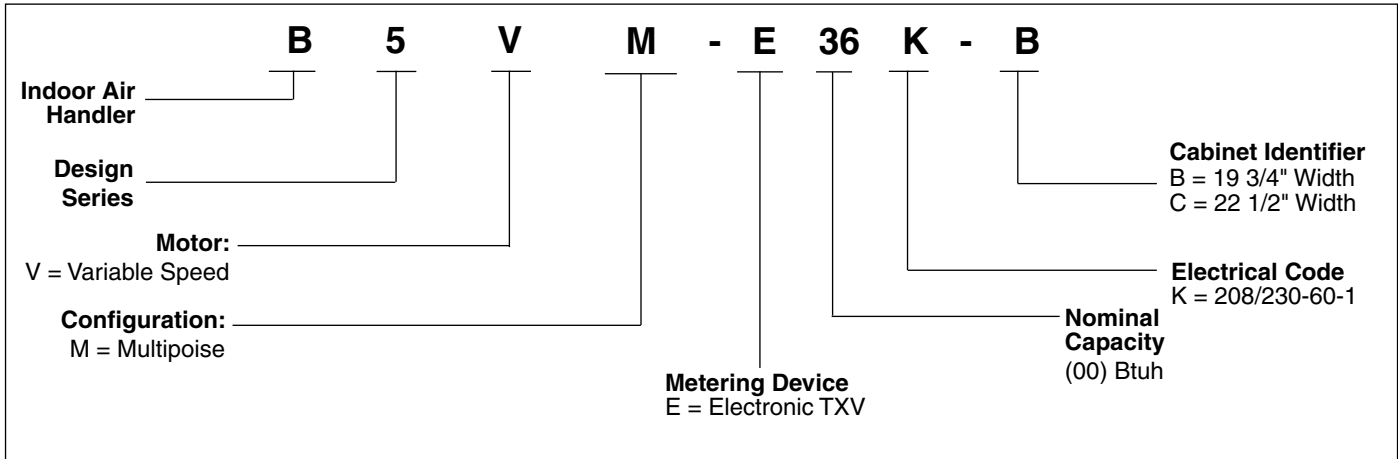 B 5 V M - E 36 K - B
Indoor Air
Handler
Design
Series
Motor:
V = Variable Speed
Configuration:
M = Multipoise
Metering Device
E = Electronic TXV
Nominal
Capacity
(00) Btuh
Electrical Code
K = 208/230-60-1
Cabinet Identifier
B = 19 3/4" Width
C = 22 1/2" Width